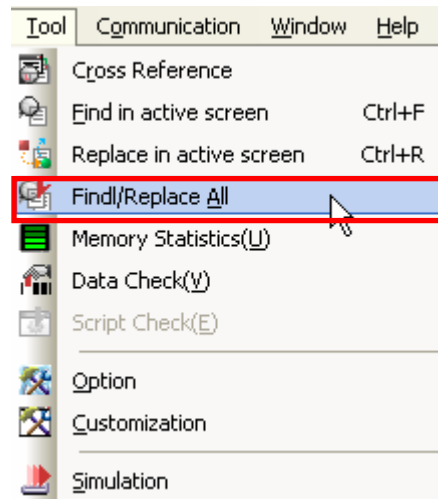 Tool Communication Window Help
Cross Reference
Find in active screen Ctrl+F
Replace in active screen Ctrl+R
Findl/Replace All
Memory Statistics(U)
Data Check(V)
Script Check(E)
Option
Customization
Simulation